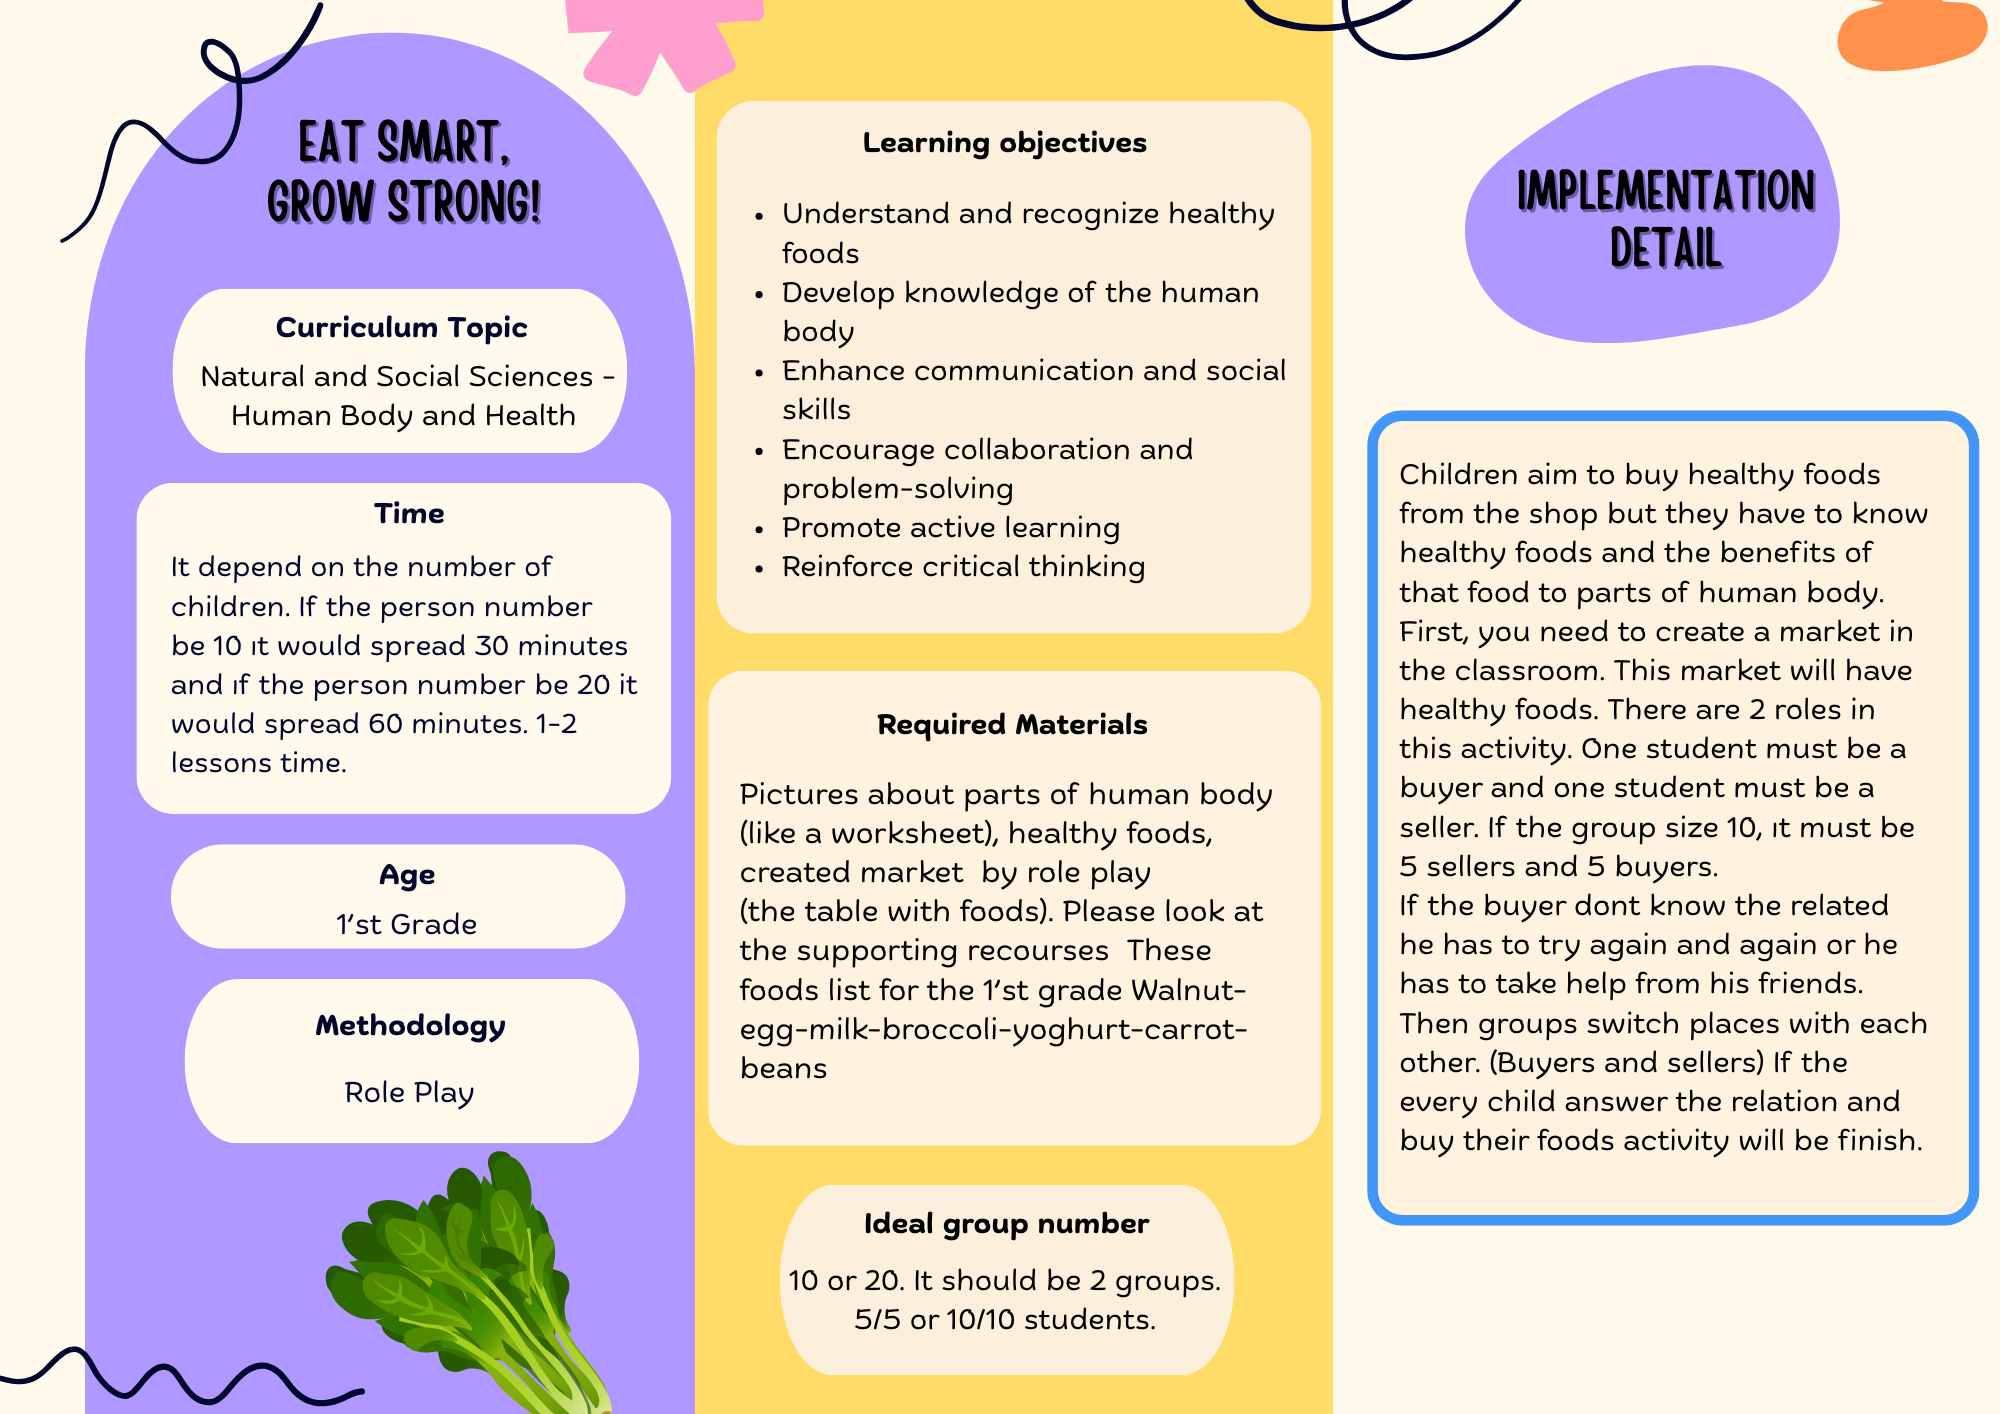 EAT SMART,
GROW STRONG!
Curriculum Topic
Natural and Social Sciences -
Human Body and Health
Time
It depend on the number of
children. If the person number
be 10 ıt would spread 30 minutes
and ıf the person number be 20 it
would spread 60 minutes. 1-2
lessons time.
Age
1'st Grade
Methodology
Role Play
Learning objectives
• Understand and recognize healthy
foods
• Develop knowledge of the human
body
• Enhance communication and social
skills
• Encourage collaboration and
problem-solving
• Promote active learning
• Reinforce critical thinking
Required Materials
Pictures about parts of human body
(like a worksheet), healthy foods,
created market by role play
(the table with foods). Please look at
the supporting recourses These
foods list for the 1'st grade Walnut-
egg-milk-broccoli-yoghurt-carrot-
beans
Ideal group number
10 or 20. It should be 2 groups.
5/5 or 10/10 students.
IMPLEMENTATION
DETAIL
Children aim to buy healthy foods
from the shop but they have to know
healthy foods and the benefits of
that food to parts of human body.
First, you need to create a market in
the classroom. This market will have
healthy foods. There are 2 roles in
this activity. One student must be a
buyer and one student must be a
seller. If the group size 10, ıt must be
5 sellers and 5 buyers.
If the buyer dont know the related
he has to try again and again or he
has to take help from his friends.
Then groups switch places with each
other. (Buyers and sellers) If the
every child answer the relation and
buy their foods activity will be finish.